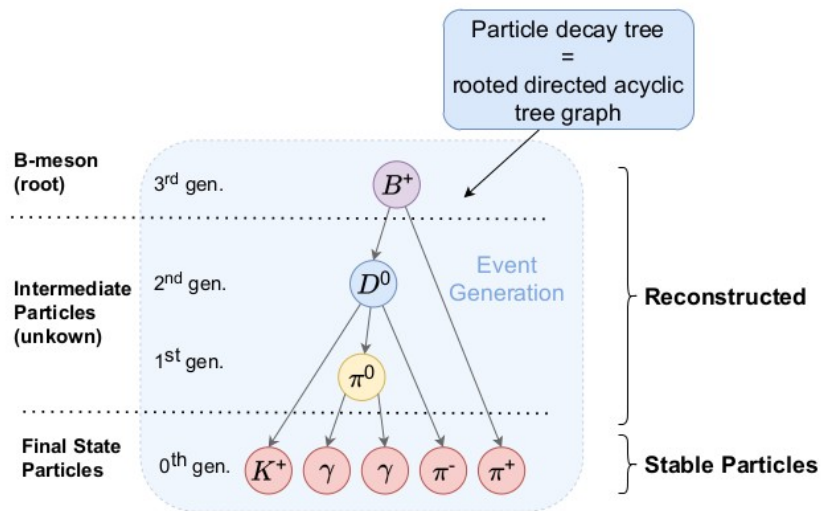 Particle decay tree
=
rooted directed acyclic
tree graph
B-meson
(root)
3rd gen.
B+
Intermediate
Particles
(unkown)
2nd gen.
D0
Event
Generation
Reconstructed
1st gen.
π0
Final State
Particles
0th gen.
K+ γ γ π- π+
Stable Particles